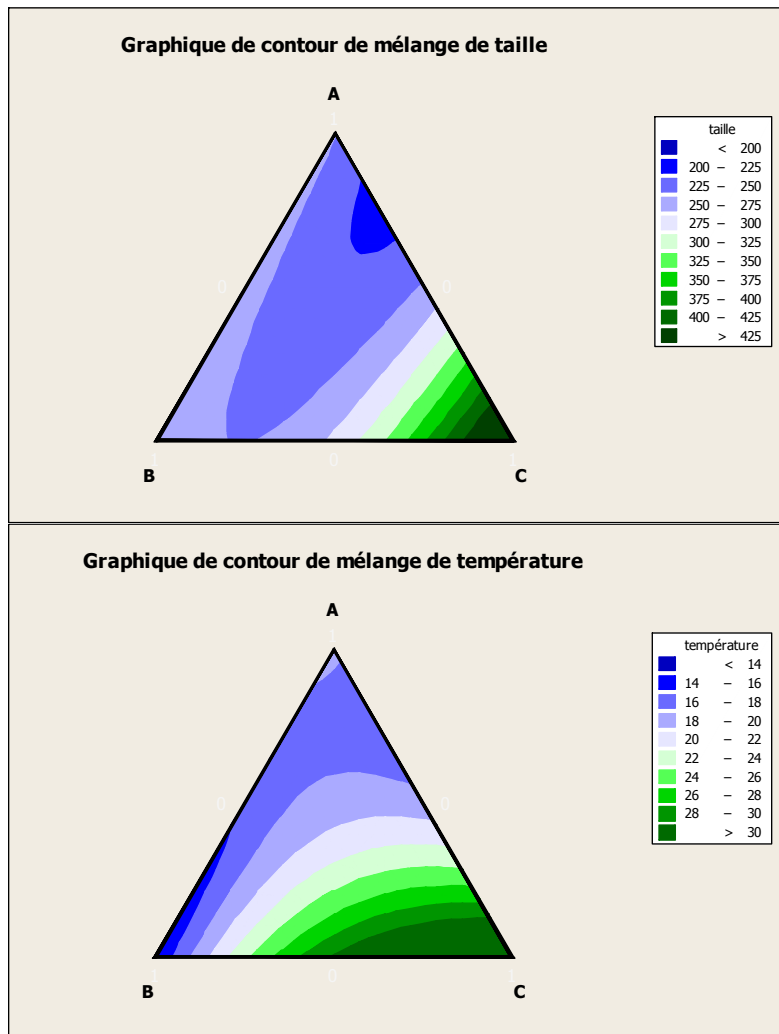 Graphique de contour de mélange de taille
A
1
0
0
1
0
1
B
C
taille
< 200
200 – 225
225 – 250
250 – 275
275 – 300
300 – 325
325 – 350
350 – 375
375 – 400
400 – 425
> 425
Graphique de contour de mélange de température
A
1
0
0
1
0
1
B
C
température
< 14
14 – 16
16 – 18
18 – 20
20 – 22
22 – 24
24 – 26
26 – 28
28 – 30
> 30